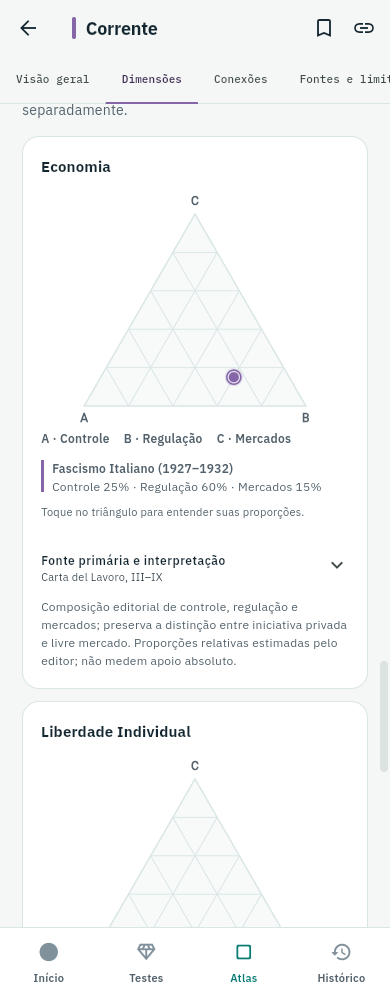 Corrente
Visão geral Dimensões Conexões Fontes e limit
separadamente.
Economia
C
A B
A · Controle B · Regulação C · Mercados
Fascismo Italiano (1927–1932)
Controle 25% · Regulação 60% · Mercados 15%
Toque no triângulo para entender suas proporções.
Fonte primária e interpretação
Carta del Lavoro, III–IX
Composição editorial de controle, regulação e
mercados; preserva a distinção entre iniciativa privada
e livre mercado. Proporções relativas estimadas pelo
editor; não medem apoio absoluto.
Liberdade Individual
C
Início Testes Atlas Histórico